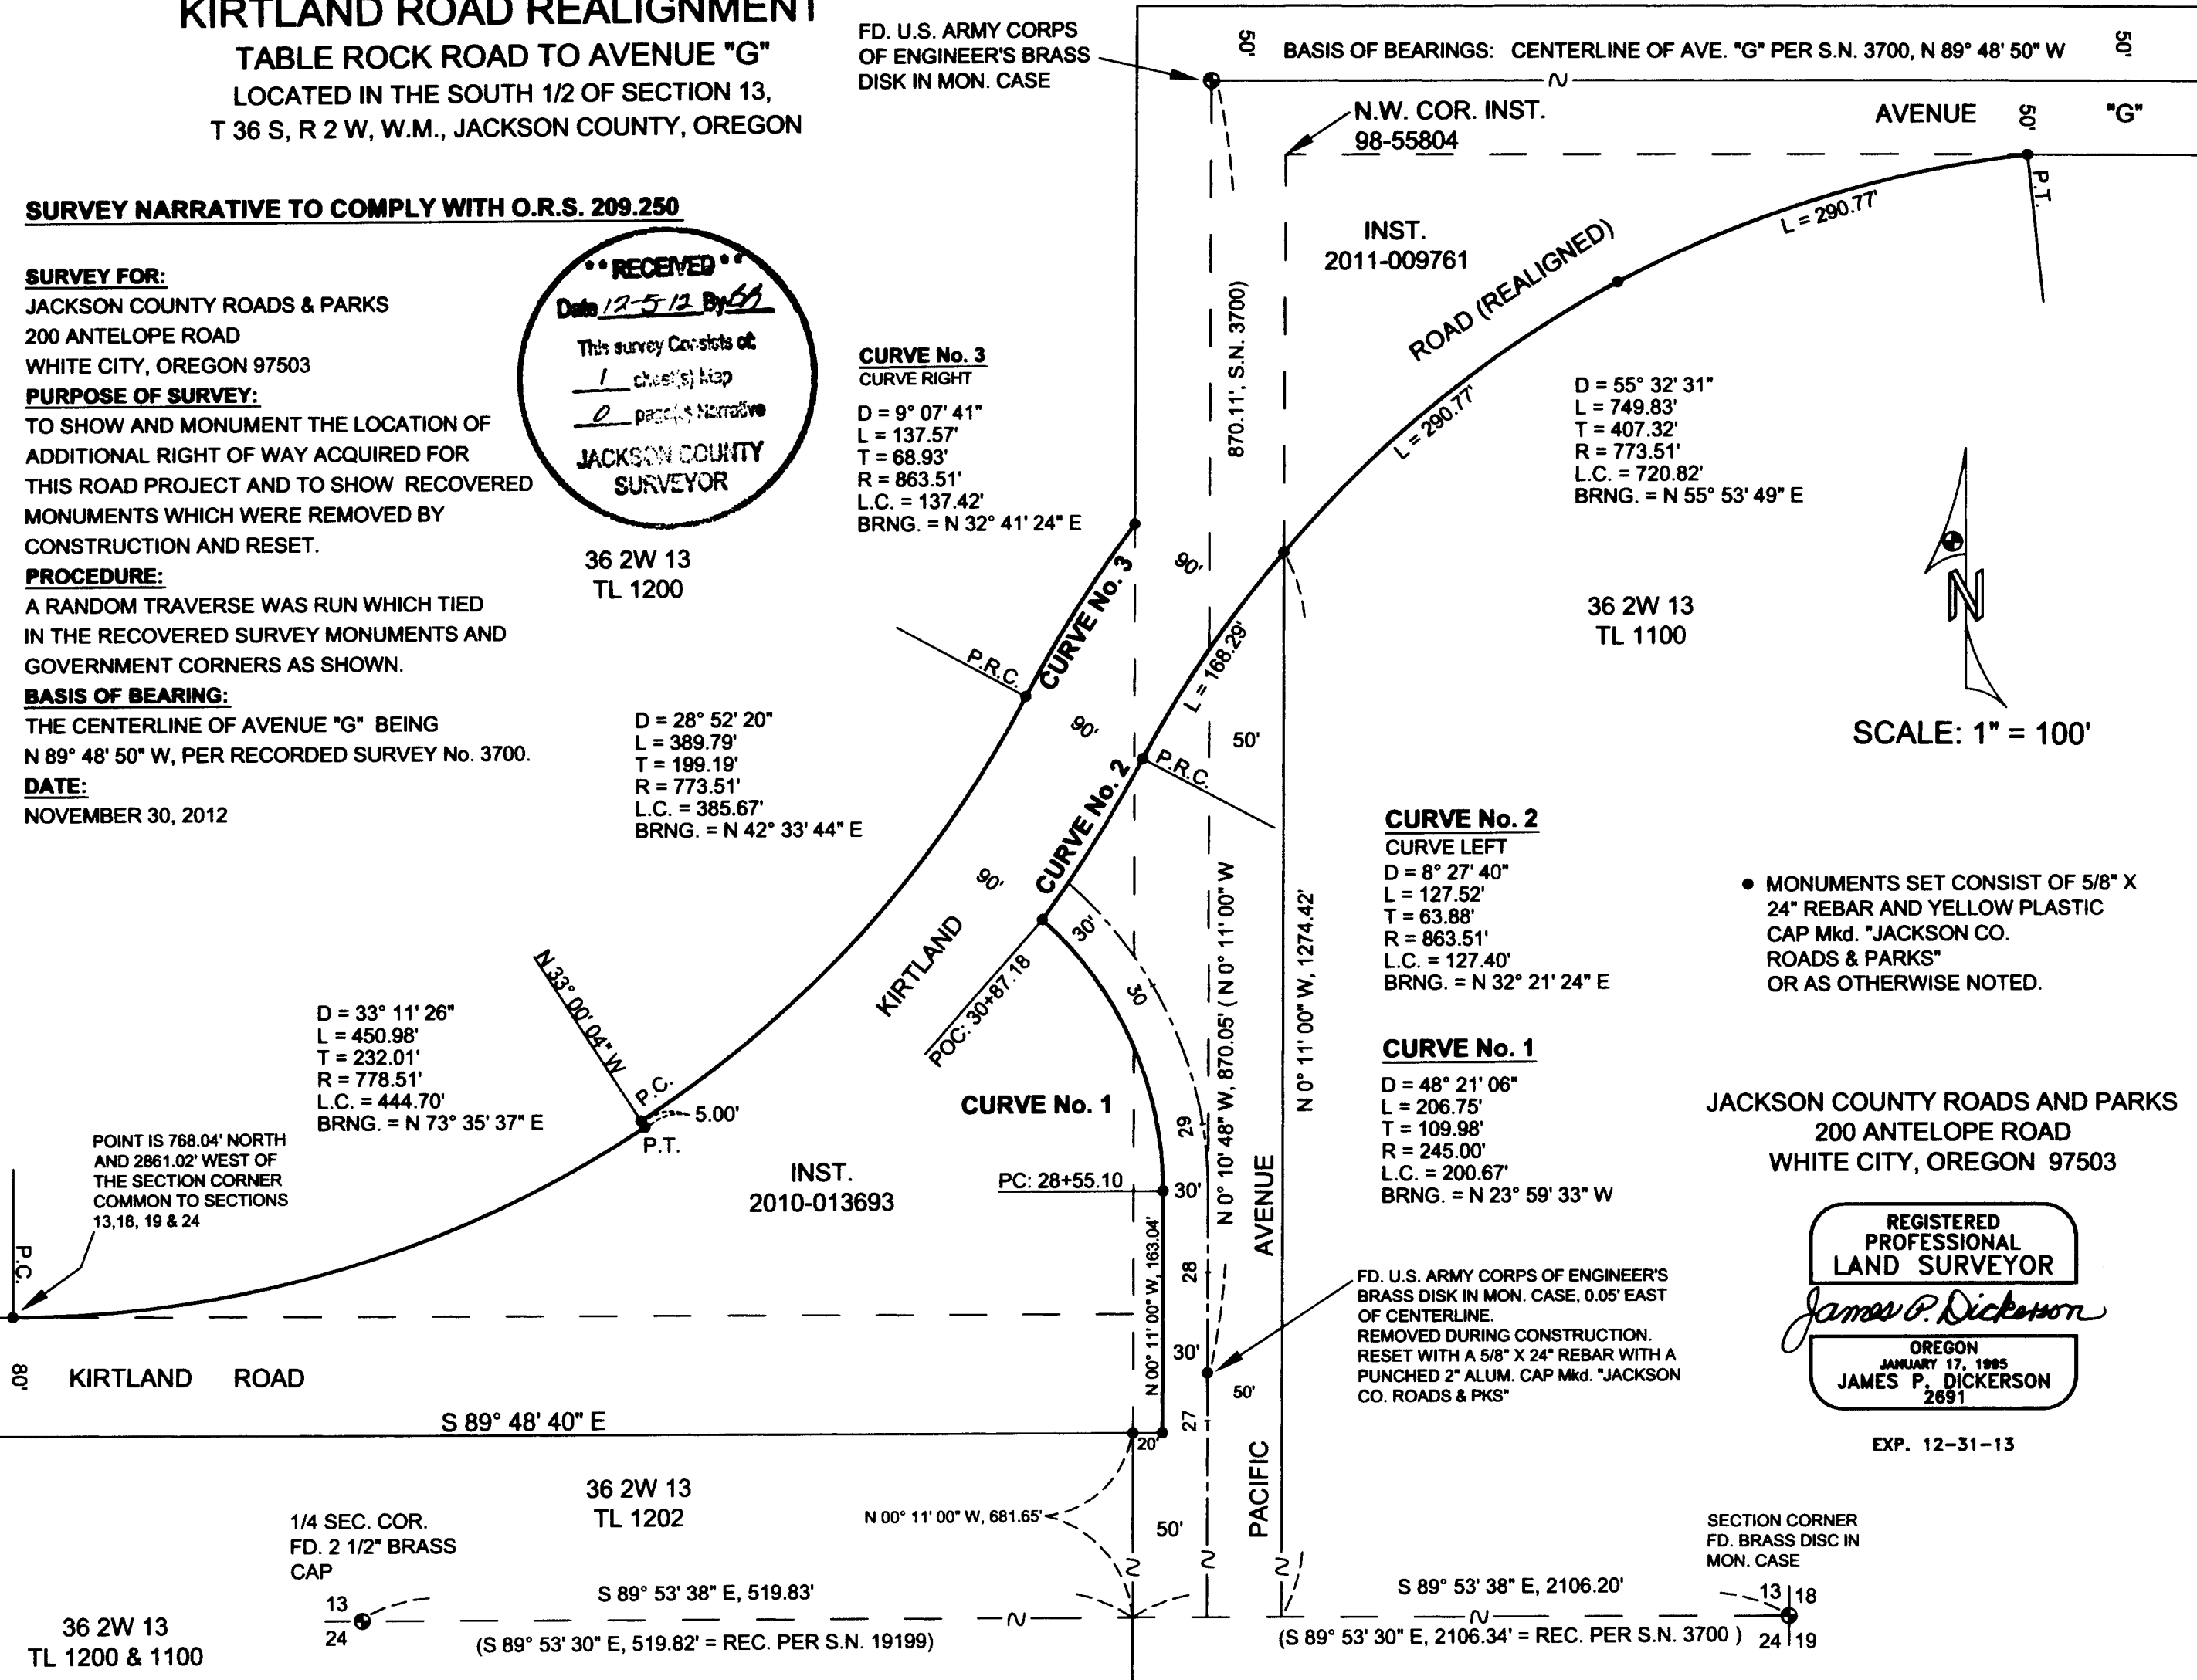 KIRTLAND ROAD REALIGNMENT
TABLE ROCK ROAD TO AVENUE "G"
LOCATED IN THE SOUTH 1/2 OF SECTION 13,
T 36 S, R 2 W, W.M., JACKSON COUNTY, OREGON
SURVEY NARRATIVE TO COMPLY WITH O.R.S. 209.250
SURVEY FOR:
JACKSON COUNTY ROADS & PARKS
200 ANTELOPE ROAD
WHITE CITY, OREGON 97503
PURPOSE OF SURVEY:
TO SHOW AND MONUMENT THE LOCATION OF
ADDITIONAL RIGHT OF WAY ACQUIRED FOR
THIS ROAD PROJECT AND TO SHOW RECOVERED
MONUMENTS WHICH WERE REMOVED BY
CONSTRUCTION AND RESET.
PROCEDURE:
A RANDOM TRAVERSE WAS RUN WHICH TIED
IN THE RECOVERED SURVEY MONUMENTS AND
GOVERNMENT CORNERS AS SHOWN.
BASIS OF BEARING:
THE CENTERLINE OF AVENUE "G" BEING
N 89° 48' 50" W, PER RECORDED SURVEY No. 3700.
DATE:
NOVEMBER 30, 2012
RECEIVED
Date 12-5-12 By
This survey Consists of:
1 sheet(s) Map
0 page(s) Narrative
JACKSON COUNTY
SURVEYOR
36 2W 13
TL 1200
FD. U.S. ARMY CORPS
OF ENGINEER'S BRASS
DISK IN MON. CASE
50'
BASIS OF BEARINGS: CENTERLINE OF AVE. "G" PER S.N. 3700, N 89° 48' 50" W
50'
N.W. COR. INST.
98-55804
AVENUE
50'
"G"
P.T.
L = 290.77'
INST.
2011-009761
ROAD (REALIGNED)
L = 290.77'
870.11', S.N. 3700)
CURVE No. 3
CURVE RIGHT
D = 9° 07' 41"
L = 137.57'
T = 68.93'
R = 863.51'
L.C. = 137.42'
BRNG. = N 32° 41' 24" E
D = 55° 32' 31"
L = 749.83'
T = 407.32'
R = 773.51'
L.C. = 720.82'
BRNG. = N 55° 53' 49" E
N
SCALE: 1" = 100'
36 2W 13
TL 1100
CURVE No. 3
90'
P.R.C.
L = 168.29'
90'
50'
P.R.C.
CURVE No. 2
D = 28° 52' 20"
L = 389.79'
T = 199.19'
R = 773.51'
L.C. = 385.67'
BRNG. = N 42° 33' 44" E
CURVE No. 2
CURVE LEFT
D = 8° 27' 40"
L = 127.52'
T = 63.88'
R = 863.51'
L.C. = 127.40'
BRNG. = N 32° 21' 24" E
MONUMENTS SET CONSIST OF 5/8" X
24" REBAR AND YELLOW PLASTIC
CAP Mkd. "JACKSON CO.
ROADS & PARKS"
OR AS OTHERWISE NOTED.
90'
KIRTLAND
30'
30
POC: 30+87.18
N 0° 10' 48" W, 870.05' ( N 0° 11' 00" W
N 0° 11' 00" W, 1274.42'
N 33° 00' 04" W
P.C.
5.00'
P.T.
D = 33° 11' 26"
L = 450.98'
T = 232.01'
R = 778.51'
L.C. = 444.70'
BRNG. = N 73° 35' 37" E
CURVE No. 1
CURVE No. 1
D = 48° 21' 06"
L = 206.75'
T = 109.98'
R = 245.00'
L.C. = 200.67'
BRNG. = N 23° 59' 33" W
POINT IS 768.04' NORTH
AND 2861.02' WEST OF
THE SECTION CORNER
COMMON TO SECTIONS
13,18, 19 & 24
P.C.
INST.
2010-013693
PC: 28+55.10
29
30'
28
30'
27
N 00° 11' 00" W, 163.04'
AVENUE
JACKSON COUNTY ROADS AND PARKS
200 ANTELOPE ROAD
WHITE CITY, OREGON 97503
REGISTERED
PROFESSIONAL
LAND SURVEYOR
James P. Dickerson
OREGON
JANUARY 17, 1995
JAMES P. DICKERSON
2691
EXP. 12-31-13
FD. U.S. ARMY CORPS OF ENGINEER'S
BRASS DISK IN MON. CASE, 0.05' EAST
OF CENTERLINE.
REMOVED DURING CONSTRUCTION.
RESET WITH A 5/8" X 24" REBAR WITH A
PUNCHED 2" ALUM. CAP Mkd. "JACKSON
CO. ROADS & PKS"
50'
80'
KIRTLAND ROAD
S 89° 48' 40" E
20'
PACIFIC
36 2W 13
TL 1202
N 00° 11' 00" W, 681.65'
50'
1/4 SEC. COR.
FD. 2 1/2" BRASS
CAP
13
24
S 89° 53' 38" E, 519.83'
(S 89° 53' 30" E, 519.82' = REC. PER S.N. 19199)
S 89° 53' 38" E, 2106.20'
(S 89° 53' 30" E, 2106.34' = REC. PER S.N. 3700 )
SECTION CORNER
FD. BRASS DISC IN
MON. CASE
13 18
24 19
36 2W 13
TL 1200 & 1100